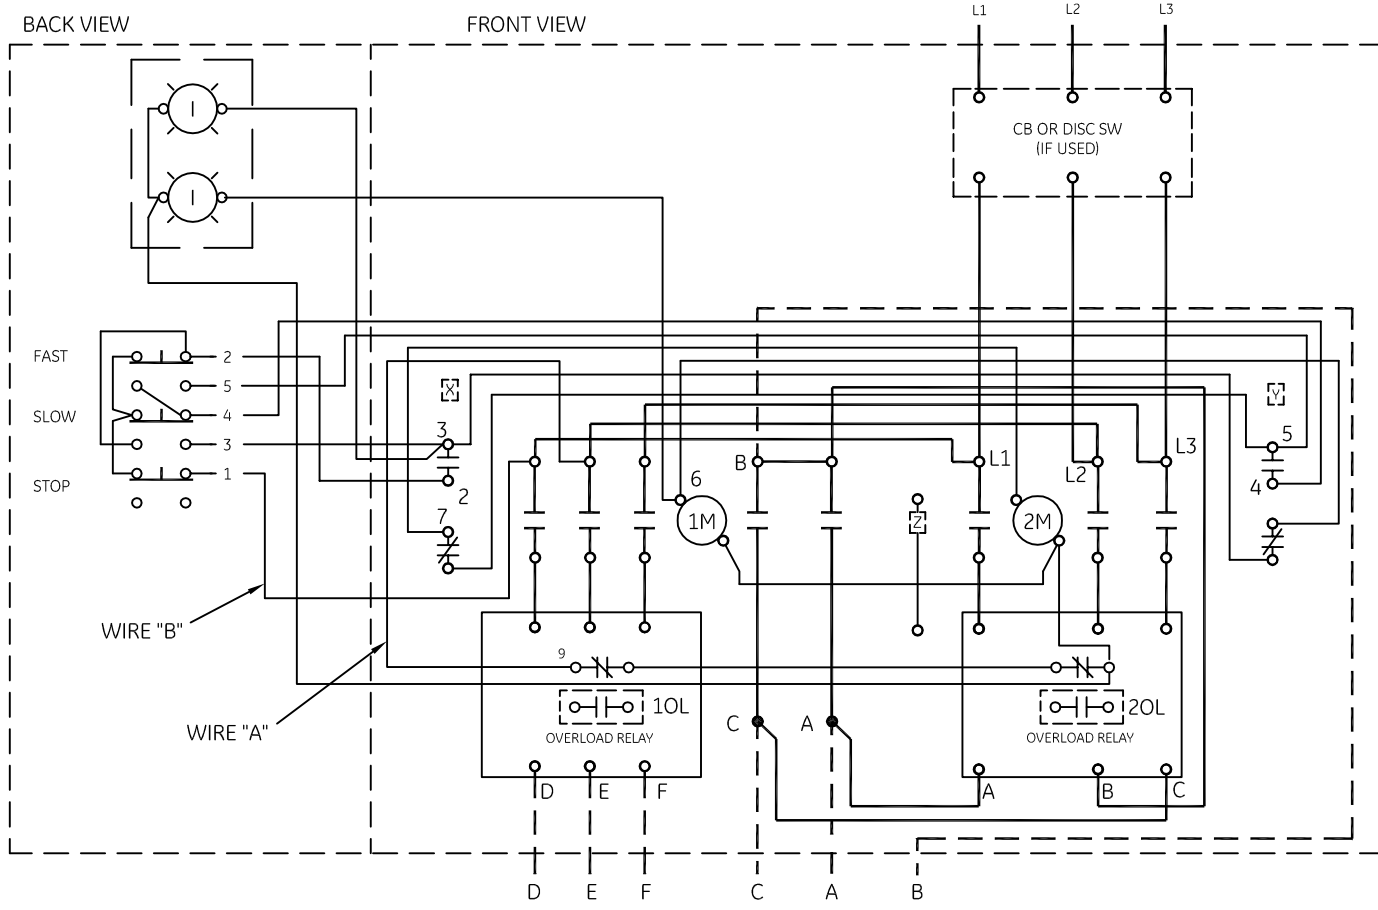 BACK VIEW
FRONT VIEW
L1 L2 L3
CB OR DISC SW
(IF USED)
I
I
FAST
SLOW
STOP
2
5
4
3
1
X
Y
3
2
7
6
1M
B
Z
L1
2M
L2
L3
5
4
WIRE "B"
WIRE "A"
9
1OL
OVERLOAD RELAY
C
A
2OL
OVERLOAD RELAY
D E F
A B C
D E F C A B